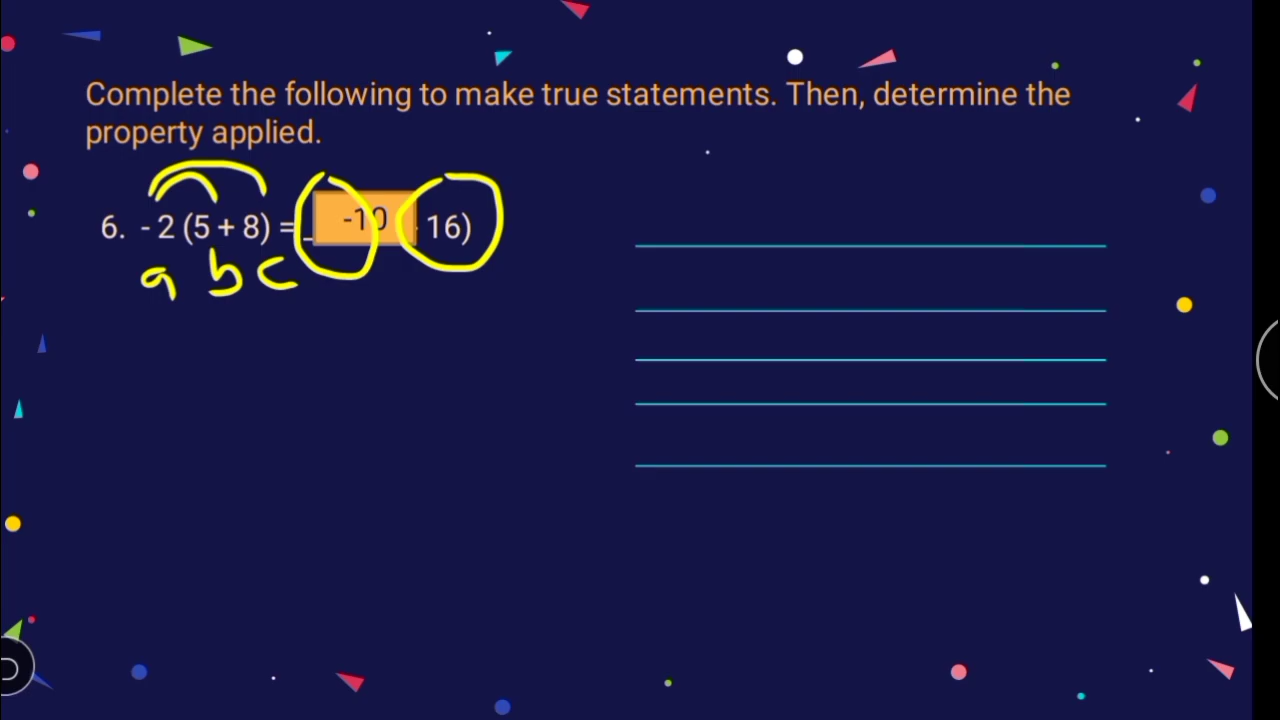 Complete the following to make true statements. Then, determine the
property applied.
6. - 2 (5 + 8) = _ -10 16)
a b c